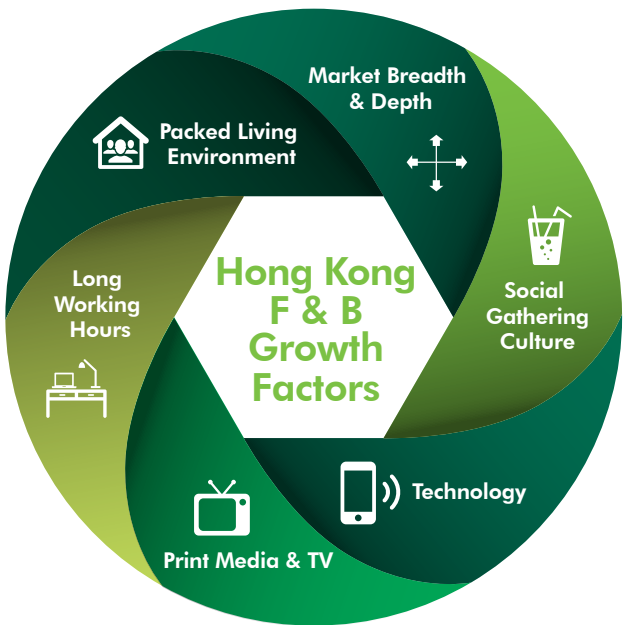 Hong Kong
F & B
Growth
Factors
Market Breadth
& Depth
Social
Gathering
Culture
Technology
Print Media & TV
Long
Working
Hours
Packed Living
Environment